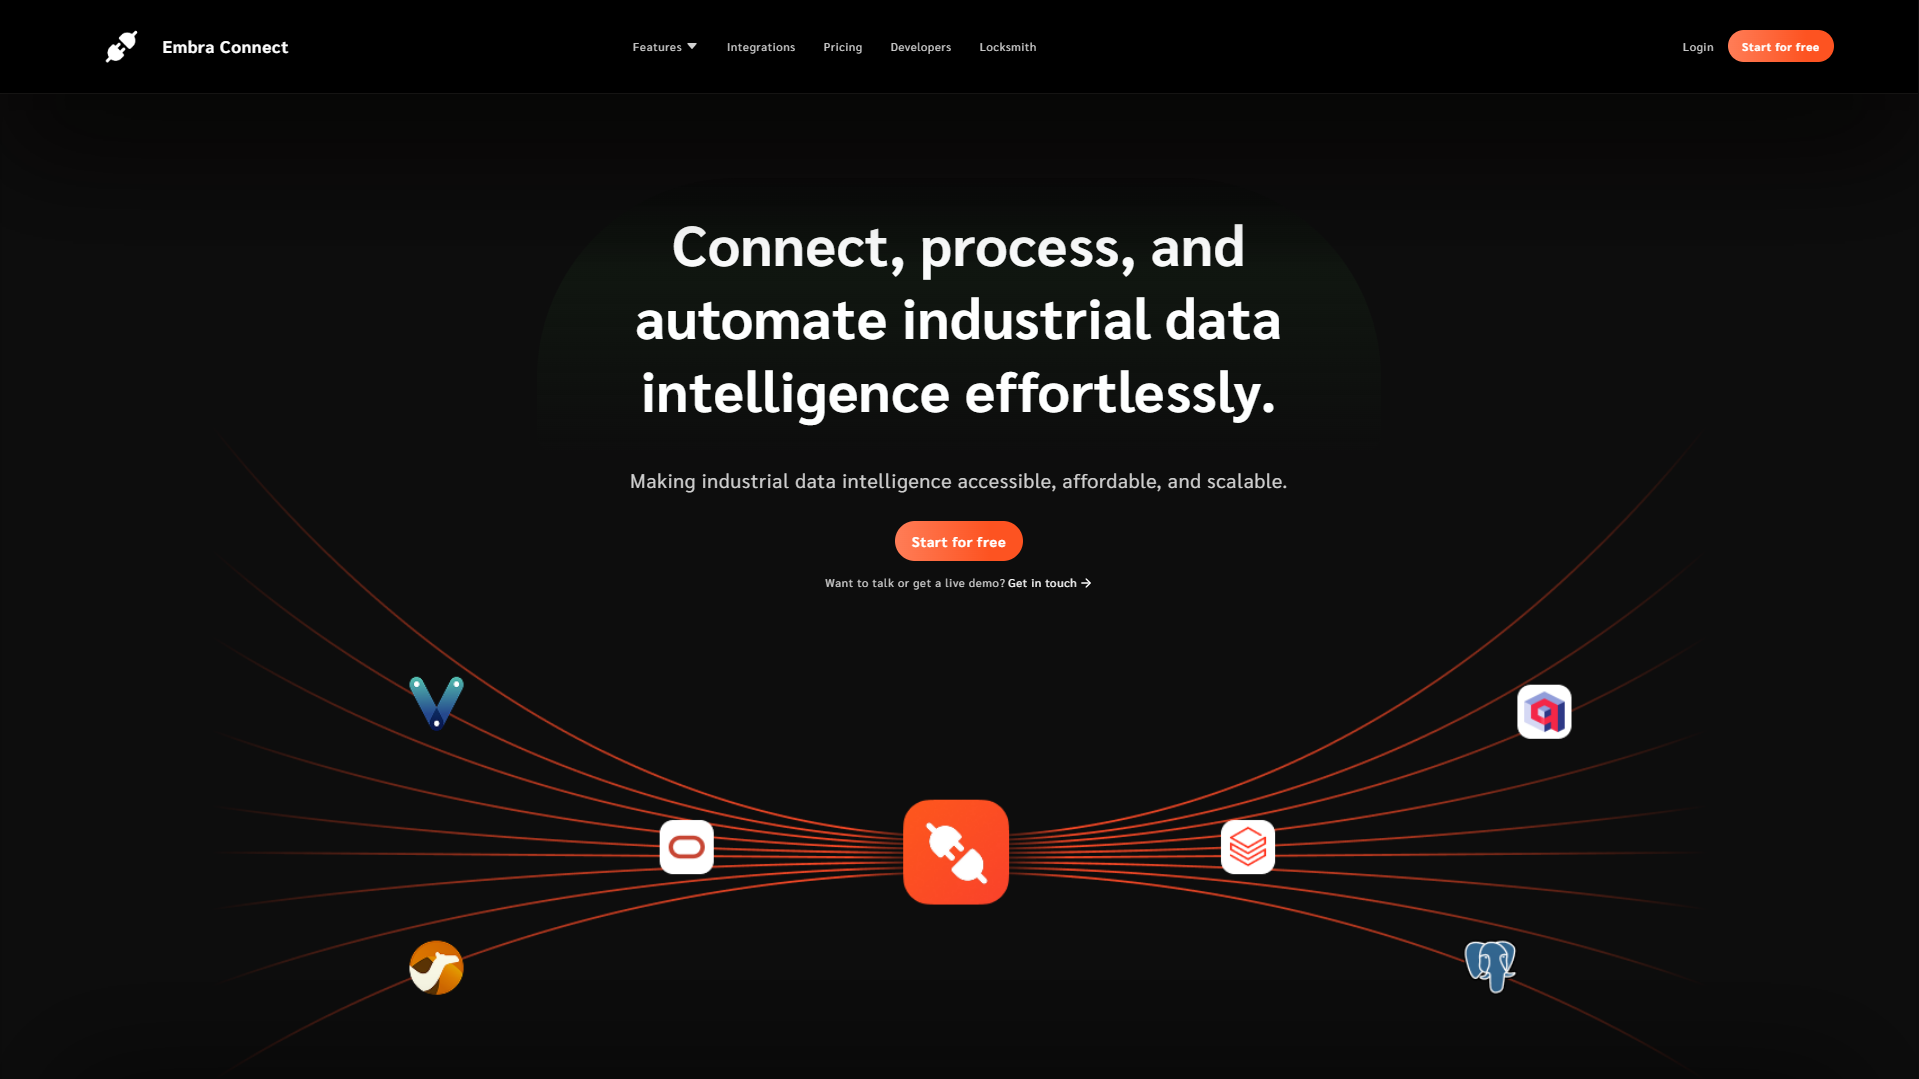 Embra Connect
Features
Integrations
Pricing
Developers
Locksmith
Login
Start for free
Connect, process, and
automate industrial data
intelligence effortlessly.
Making industrial data intelligence accessible, affordable, and scalable.
Start for free
Want to talk or get a live demo? Get in touch →